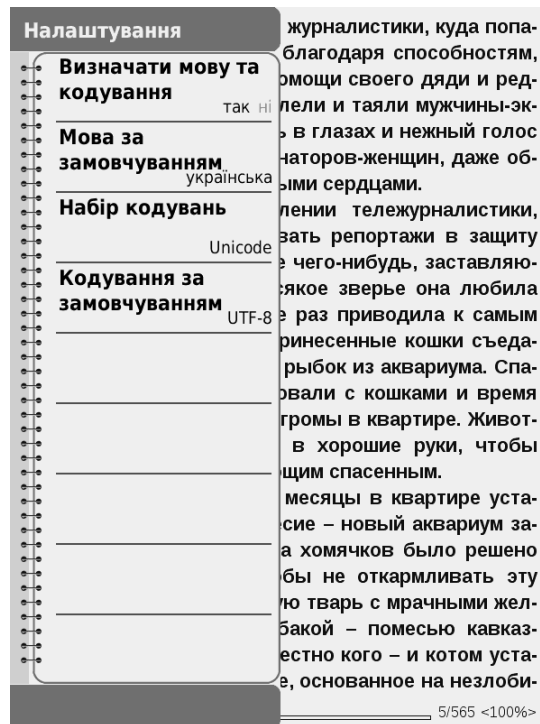 Налаштування
Визначати мову та
кодування
так ні
Мова за
замовчуванням
українська
Набір кодувань
Unicode
Кодування за
замовчуванням
UTF-8
журналистики, куда попа-
благодаря способностям,
омощи своего дяди и ред-
лели и таяли мужчины-эк-
ь в глазах и нежный голос
наторов-женщин, даже об-
ыми сердцами.
лении тележурналистики,
вать репортажи в защиту
е чего-нибудь, заставляю-
сякое зверье она любила
е раз приводила к самым
ринесенные кошки съеда-
рыбок из аквариума. Спа-
овали с кошками и время
громы в квартире. Живот-
в хорошие руки, чтобы
ющим спасенным.
месяцы в квартире уста-
есие – новый аквариум за-
а хомячков было решено
обы не откармливать эту
ую тварь с мрачными жел-
бакой – помесью кавказ-
естно кого – и котом уста-
е, основанное на незлоби-
5/565 <100%>